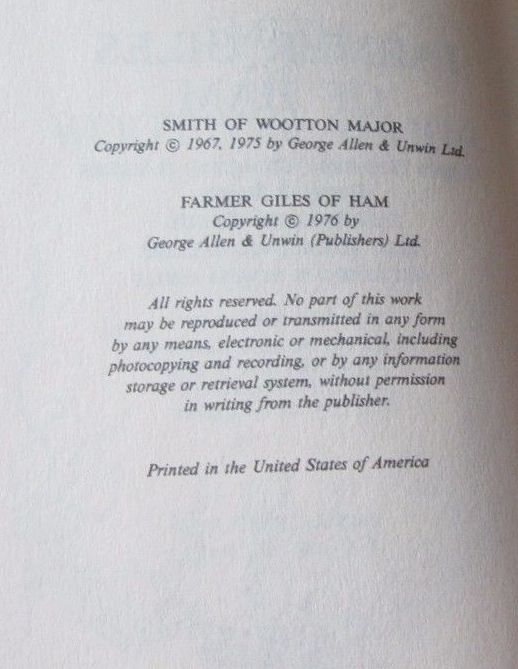 SMITH OF WOOTTON MAJOR
Copyright © 1967, 1975 by George Allen & Unwin Ltd.
FARMER GILES OF HAM
Copyright © 1976 by
George Allen & Unwin (Publishers) Ltd.
All rights reserved. No part of this work
may be reproduced or transmitted in any form
by any means, electronic or mechanical, including
photocopying and recording, or by any information
storage or retrieval system, without permission
in writing from the publisher.
Printed in the United States of America